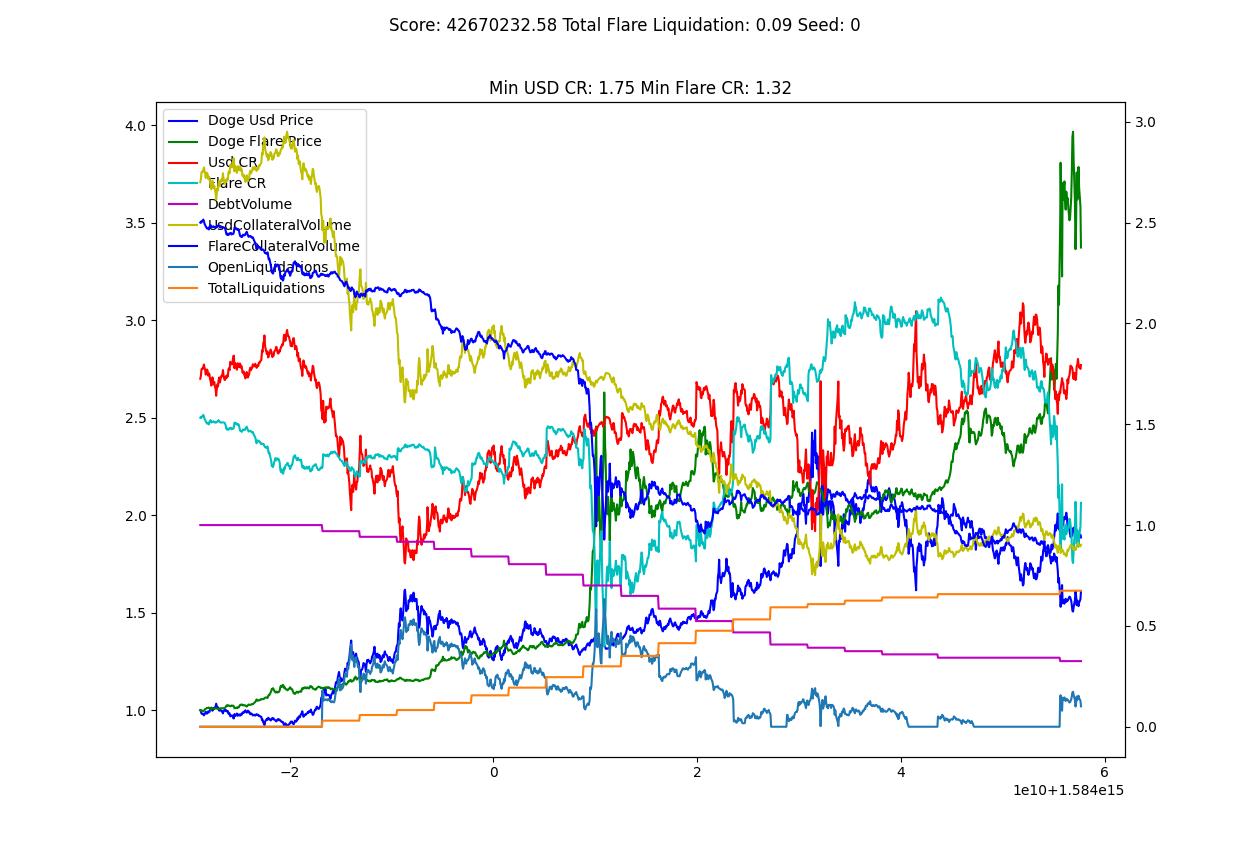 Score: 42670232.58 Total Flare Liquidation: 0.09 Seed: 0
Min USD CR: 1.75 Min Flare CR: 1.32
Doge Usd Price
Doge Flare Price
Usd CR
Flare CR
DebtVolume
UsdCollateralVolume
FlareCollateralVolume
OpenLiquidations
TotalLiquidations
4.0
3.5
3.0
2.5
2.0
1.5
1.0
3.0
2.5
2.0
1.5
1.0
0.5
0.0
−2
0
2
4
6
1e10+1.584e15